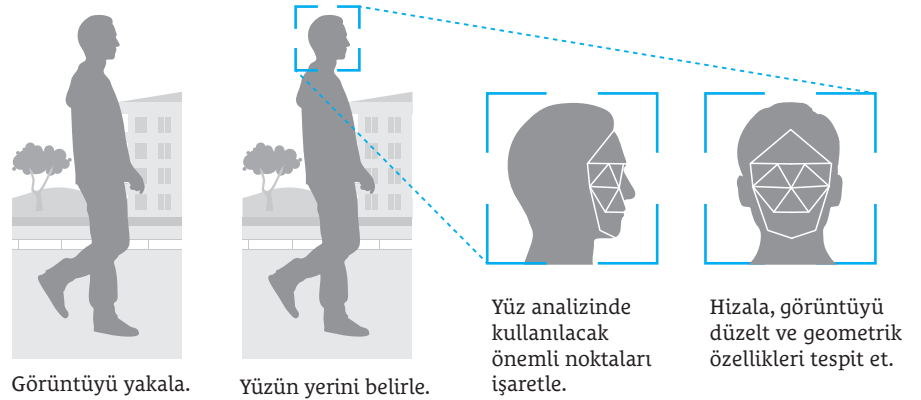 Görüntüyü yakala.
Yüzün yerini belirle.
Yüz analizinde
kullanılacak
önemli noktaları
işaretle.
Hizala, görüntüyü
düzelt ve geometrik
özellikleri tespit et.